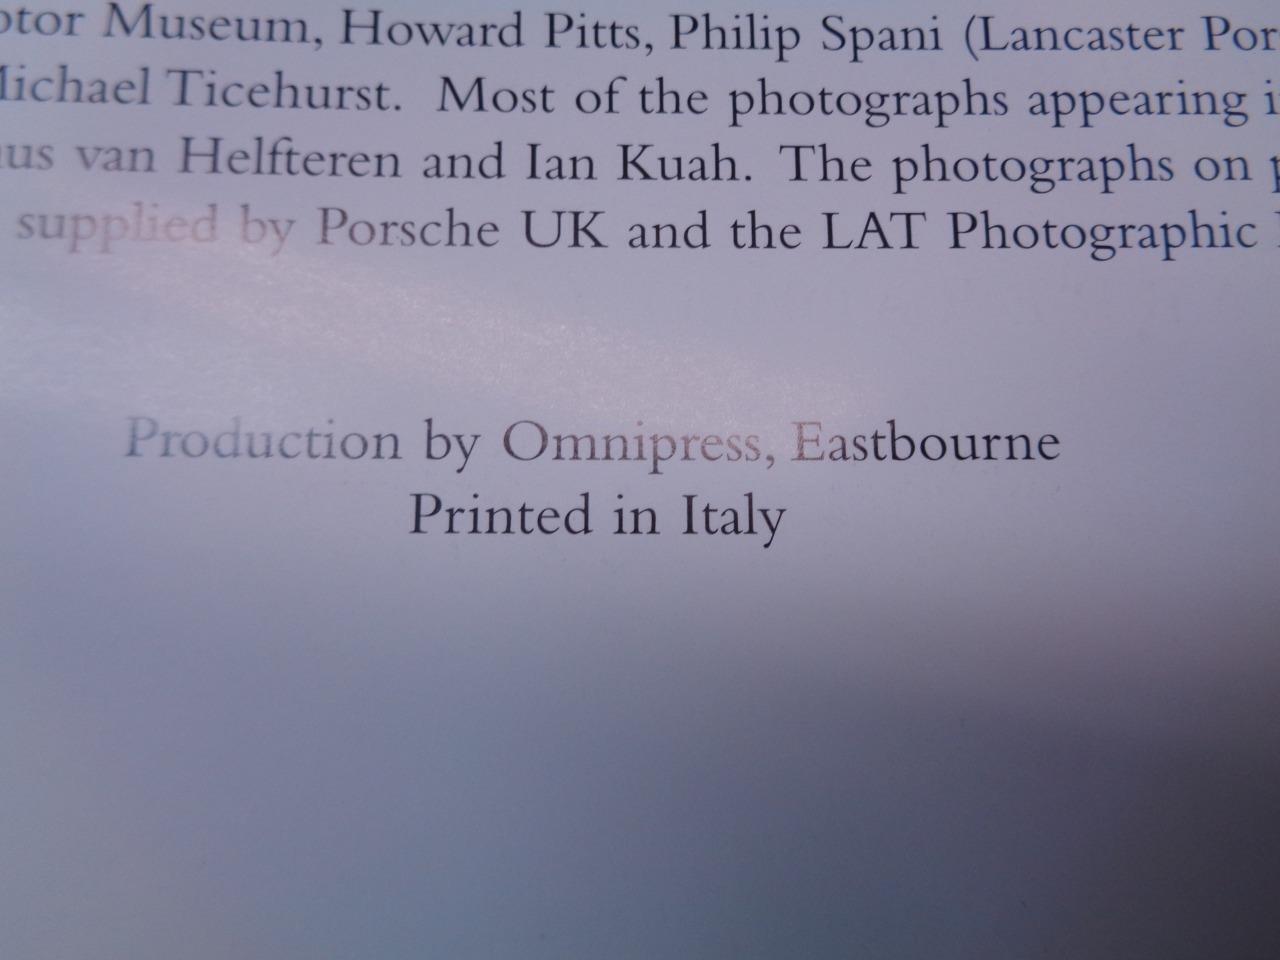 otor Museum, Howard Pitts, Philip Spani (Lancaster Por
Michael Ticehurst. Most of the photographs appearing i
us van Helfteren and Ian Kuah. The photographs on p
supplied by Porsche UK and the LAT Photographic
Production by Omnipress, Eastbourne
Printed in Italy